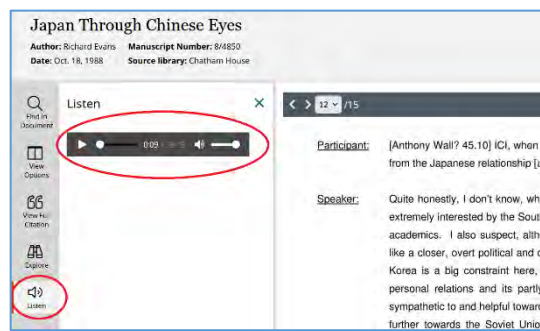 Japan Through Chinese Eyes
Author: Richard Evans Manuscript Number: 8/4850
Date: Oct. 18, 1988 Source library: Chatham House
Find In
Document
View
Options
View Full
Citation
Explore
Listen
Listen ×
0:09
< > 12 /15
Participant: [Anthony Wall? 45.10] ICI, when
from the Japanese relationship [a
Speaker: Quite honestly, I don't know, wh
extremely interested by the Sout
academics. I also suspect, alth
like a closer, overt political and c
Korea is a big constraint here,
personal relations and its partly
sympathetic to and helpful toward
further towards the Soviet Unio